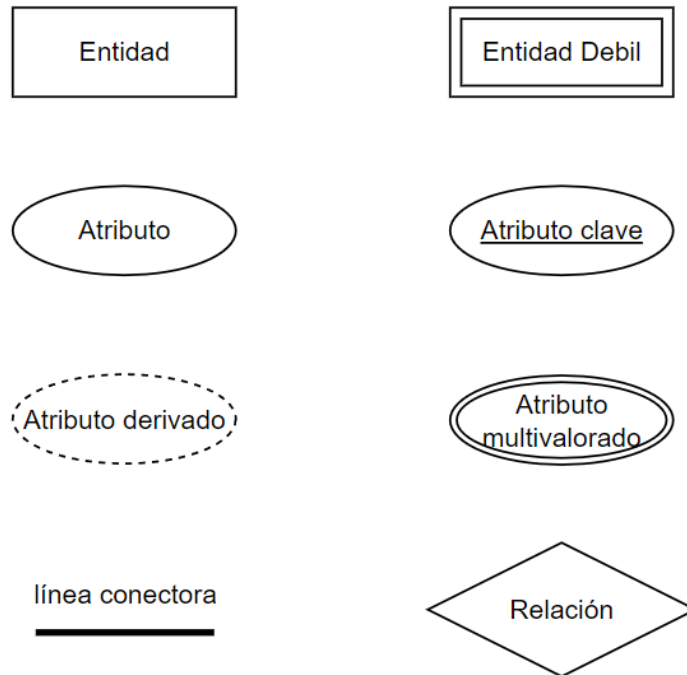 Entidad
Entidad Debil
Atributo
Atributo clave
Atributo derivado
Atributo
multivalorado
línea conectora
Relación